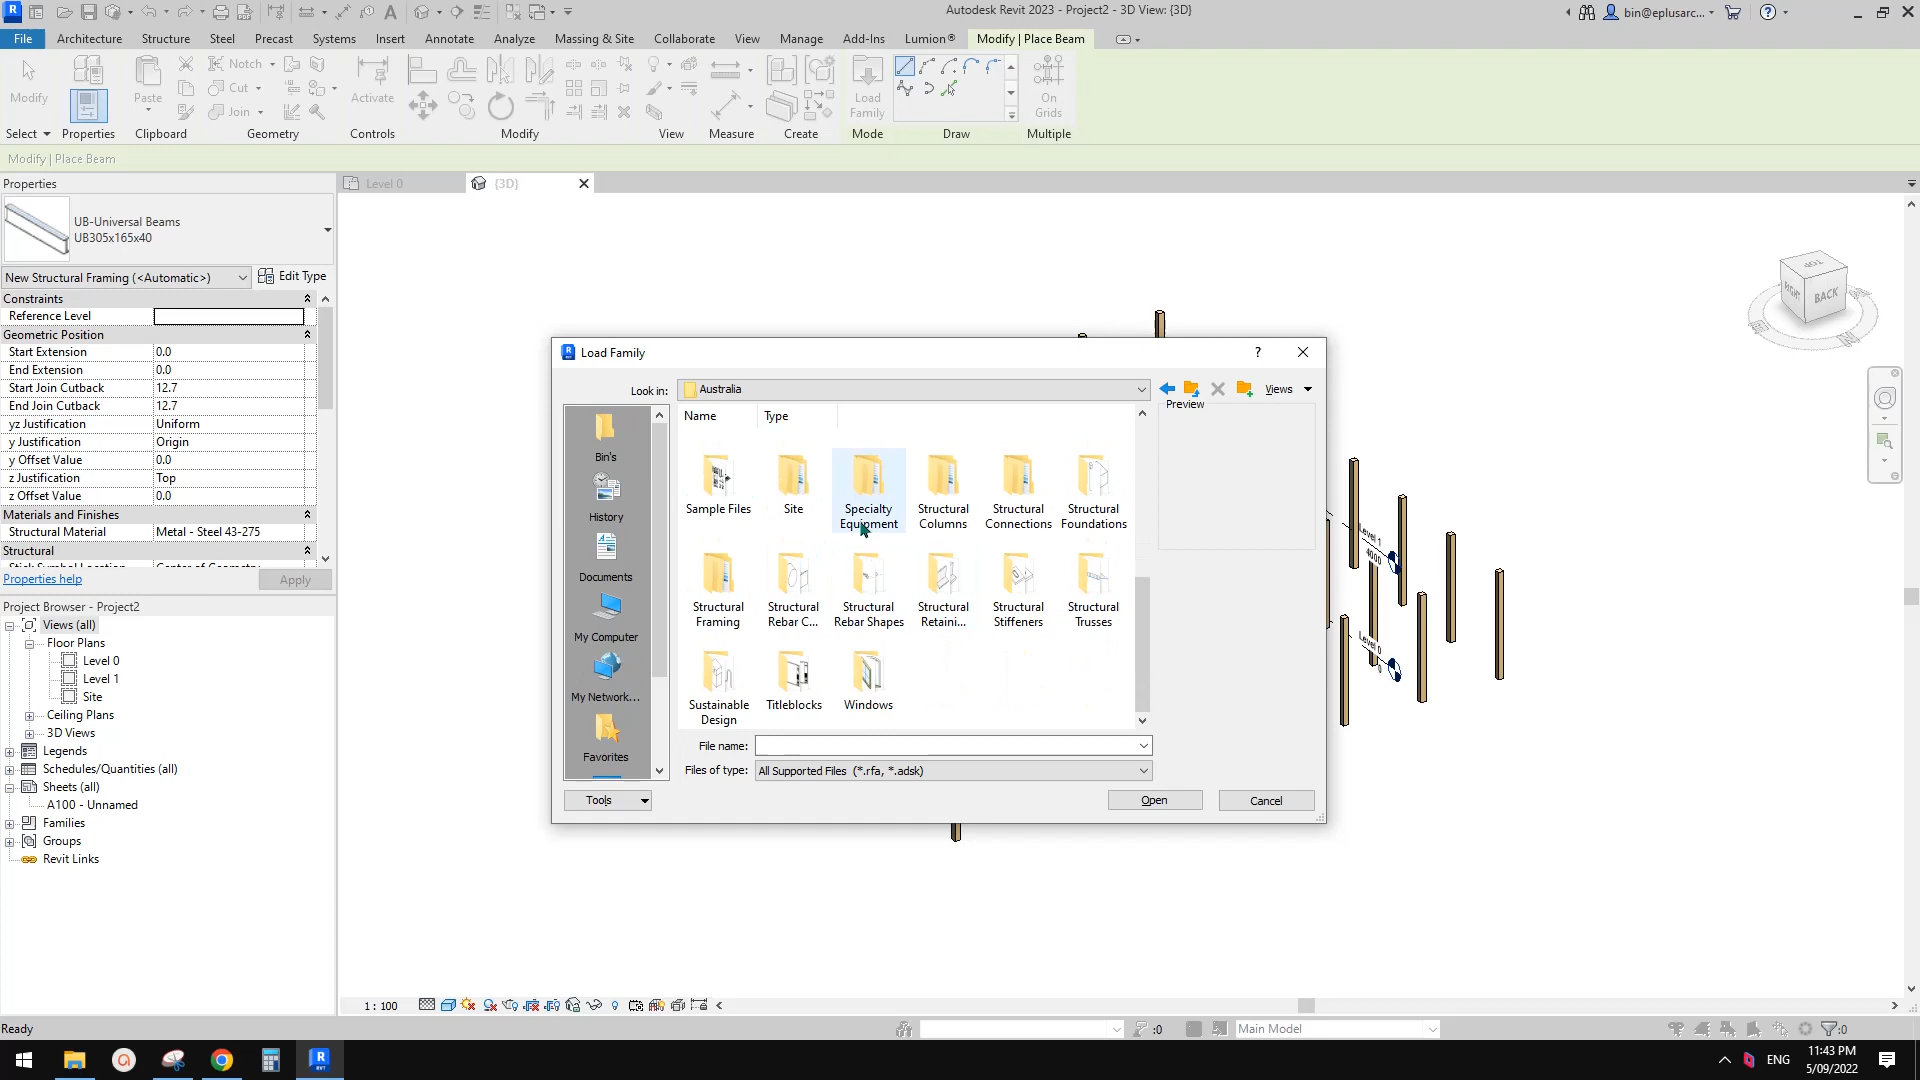 Autodesk Revit 2023 - Project2 - 3D View: {3D}
bin@eplusarc...
File
Architecture
Structure
Steel
Precast
Systems
Insert
Annotate
Analyze
Massing & Site
Collaborate
View
Manage
Add-Ins
Lumion®
Modify | Place Beam
Modify
Paste
Notch
Cut
Join
Activate
Load
Family
On
Grids
Select
Properties
Clipboard
Geometry
Controls
Modify
View
Measure
Create
Mode
Draw
Multiple
Modify | Place Beam
Properties
Level 0
{3D}
UB-Universal Beams
UB305x165x40
New Structural Framing (<Automatic>)
Edit Type
Constraints
Reference Level
Geometric Position
Start Extension 0.0
End Extension 0.0
Start Join Cutback 12.7
End Join Cutback 12.7
yz Justification Uniform
y Justification Origin
y Offset Value 0.0
z Justification Top
z Offset Value 0.0
Materials and Finishes
Structural Material Metal - Steel 43-275
Structural
Properties help
Apply
Project Browser - Project2
Views (all)
Floor Plans
Level 0
Level 1
Site
Ceiling Plans
3D Views
Legends
Schedules/Quantities (all)
Sheets (all)
A100 - Unnamed
Families
Groups
Revit Links
TOP
RIGHT
BACK
Level 1
4000
Level 0
0
Load Family
?
Look in:
Australia
Views
Preview
Name
Type
Bin's
History
Documents
My Computer
My Network...
Favorites
Sample Files
Site
Specialty
Equipment
Structural
Columns
Structural
Connections
Structural
Foundations
Structural
Framing
Structural
Rebar C...
Structural
Rebar Shapes
Structural
Retaini...
Structural
Stiffeners
Structural
Trusses
Sustainable
Design
Titleblocks
Windows
File name:
Files of type:
All Supported Files (*.rfa, *.adsk)
Tools
Open
Cancel
1 : 100
Ready
:0
Main Model
:0
ENG
11:43 PM
5/09/2022